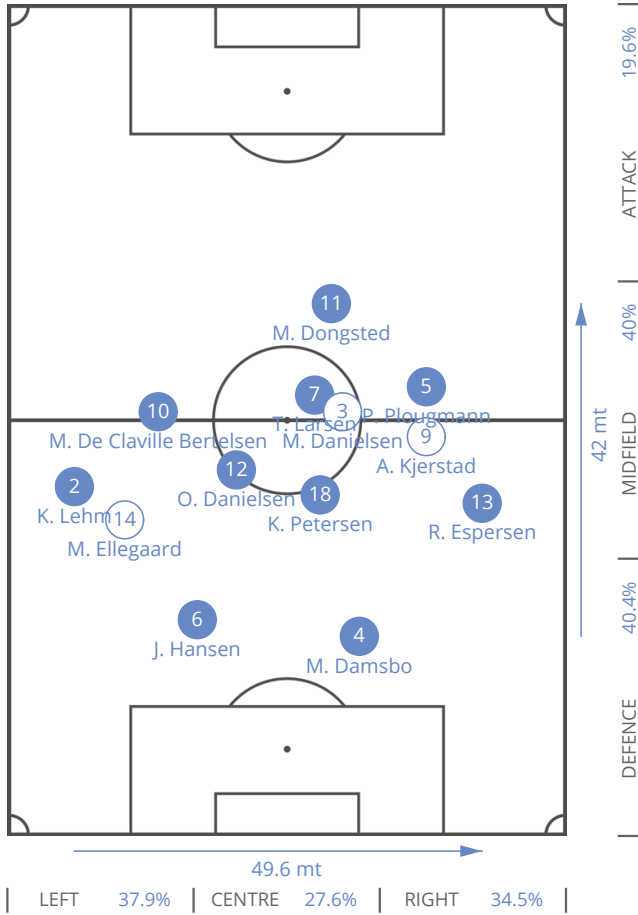 19.6%
ATTACK
11
M. Dongsted
40%
5
7
3
P. Plougmann
10
T. Larsen
9
M. De Claville Bertelsen
M. Danielsen
42 mt
MIDFIELD
A. Kjerstad
12
2
O. Danielsen
18
13
K. Lehm
14
K. Petersen
R. Espersen
M. Ellegaard
40.4%
6
4
J. Hansen
M. Damsbo
DEFENCE
49.6 mt
LEFT 37.9% CENTRE 27.6% RIGHT 34.5%